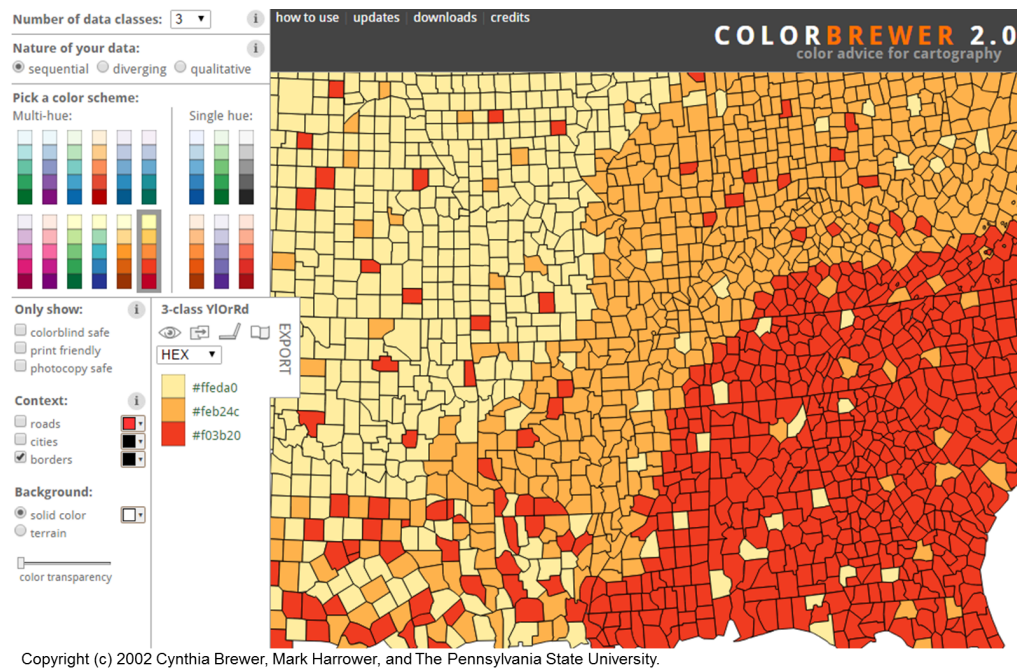 Number of data classes: 3 i
how to use | updates | downloads | credits
COLORBREWER 2.0
color advice for cartography
Nature of your data: i
sequential diverging qualitative
Pick a color scheme:
Multi-hue: Single hue:
Only show: i
colorblind safe
print friendly
photocopy safe
Context: i
roads
cities
borders
Background:
solid color
terrain
color transparency
3-class YlOrRd
EXPORT
HEX
#ffeda0
#feb24c
#f03b20
Copyright (c) 2002 Cynthia Brewer, Mark Harrower, and The Pennsylvania State University.